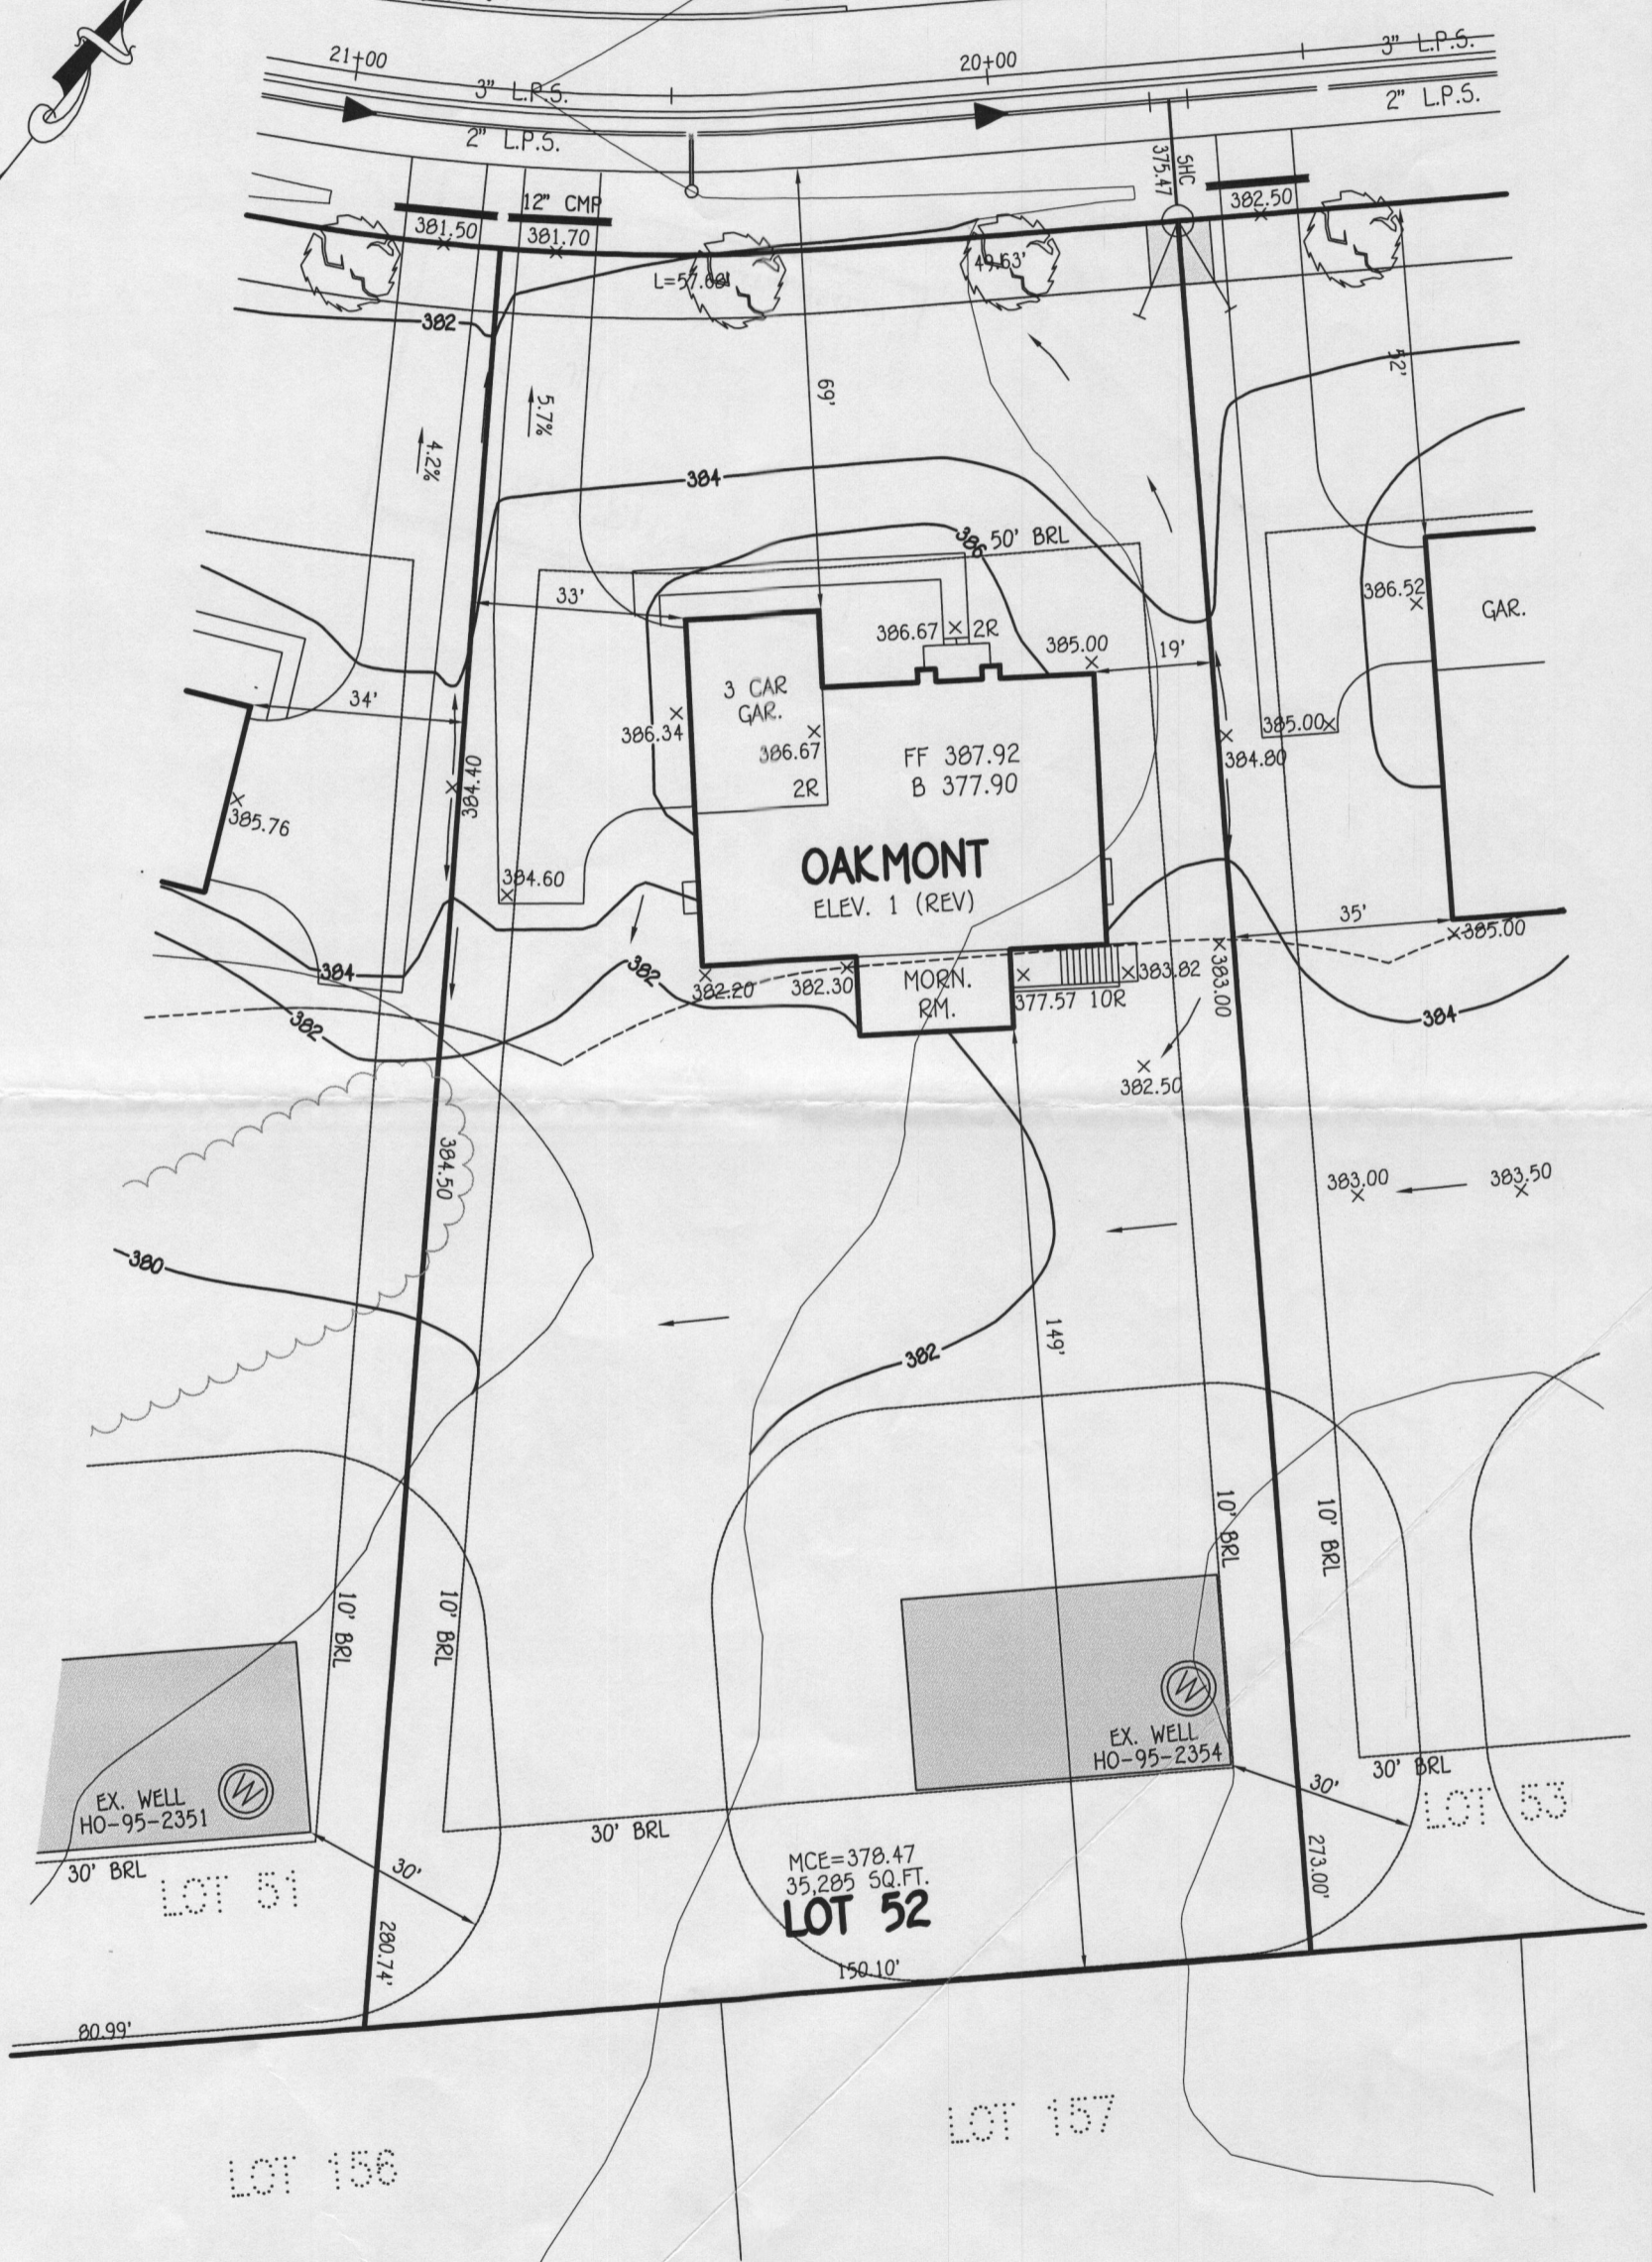 21+00
20+00
3" L.P.S.
3" L.P.S.
2" L.P.S.
2" L.P.S.
SHC
375.47
12" CMP
381.50
381.70
382.50
L=57.68'
49.63'
382
52'
69'
5.7%
4.2%
384
386
50' BRL
33'
386.52
GAR.
386.67
2R
385.00
19'
34'
3 CAR
GAR.
386.34
386.67
2R
FF 387.92
B 377.90
385.00
384.80
384.40
385.76
384.60
OAKMONT
ELEV. 1 (REV)
35'
385.00
384
382
382.20
382.30
MORN.
RM.
383.82
377.57 10R
383.00
384
382
382.50
384.50
383.00
383.50
380
149'
382
10' BRL
10' BRL
10' BRL
10' BRL
W
EX. WELL
HO-95-2354
30' BRL
30'
LOT 53
W
EX. WELL
HO-95-2351
30' BRL
30' BRL
LOT 51
30'
MCE=378.47
35,285 SQ.FT.
LOT 52
273.00'
280.74'
150.10'
80.99'
LOT 157
LOT 156